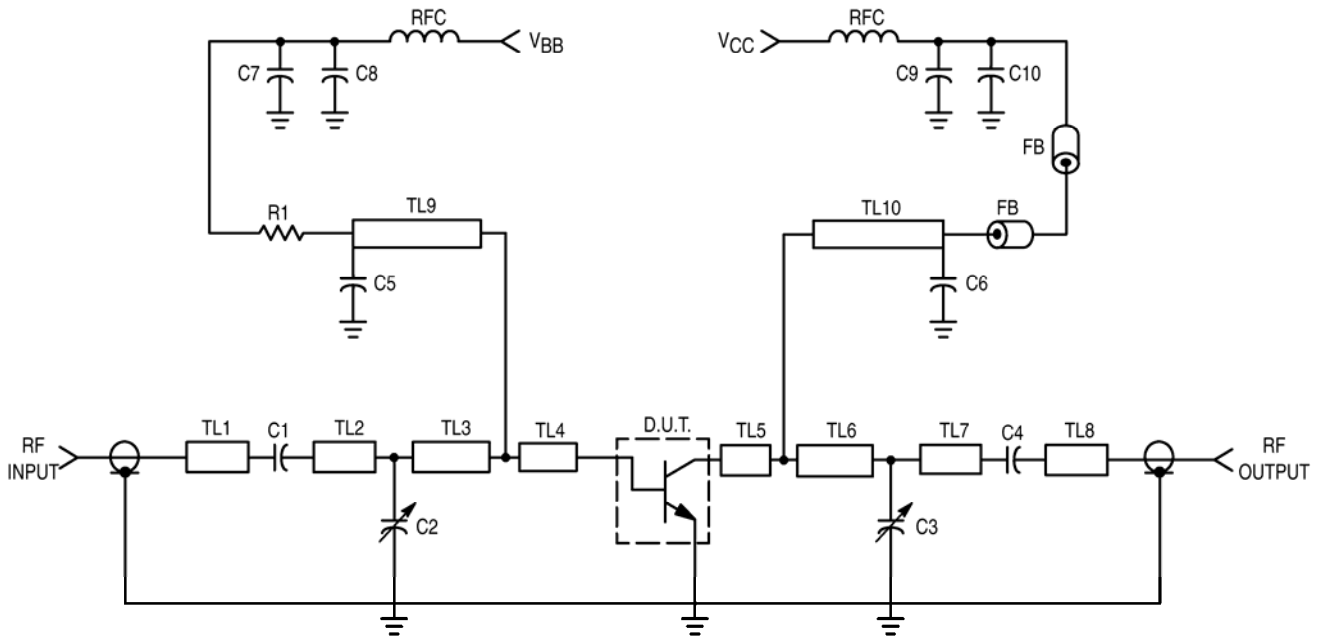 RFC
VBB
C7
C8
RFC
VCC
C9
C10
FB
R1
TL9
C5
TL10
FB
C6
RF
INPUT
TL1
C1
TL2
TL3
TL4
D.U.T.
TL5
TL6
TL7
C4
TL8
RF
OUTPUT
C2
C3